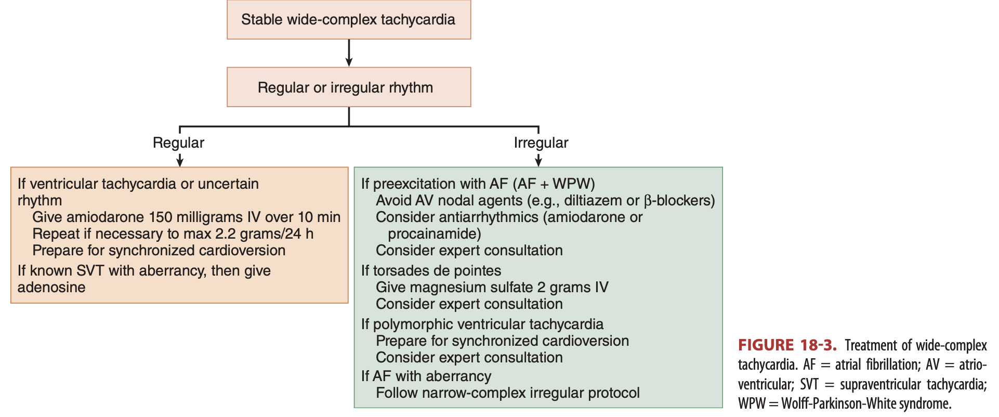 Stable wide-complex tachycardia
Regular or irregular rhythm
Regular
Irregular
If ventricular tachycardia or uncertain
rhythm
Give amiodarone 150 milligrams IV over 10 min
Repeat if necessary to max 2.2 grams/24 h
Prepare for synchronized cardioversion
If known SVT with aberrancy, then give
adenosine
If preexcitation with AF (AF + WPW)
Avoid AV nodal agents (e.g., diltiazem or β-blockers)
Consider antiarrhythmics (amiodarone or
procainamide)
Consider expert consultation
If torsades de pointes
Give magnesium sulfate 2 grams IV
Consider expert consultation
If polymorphic ventricular tachycardia
Prepare for synchronized cardioversion
Consider expert consultation
If AF with aberrancy
Follow narrow-complex irregular protocol
FIGURE 18-3. Treatment of wide-complex
tachycardia. AF = atrial fibrillation; AV = atrio-
ventricular; SVT = supraventricular tachycardia;
WPW = Wolff-Parkinson-White syndrome.